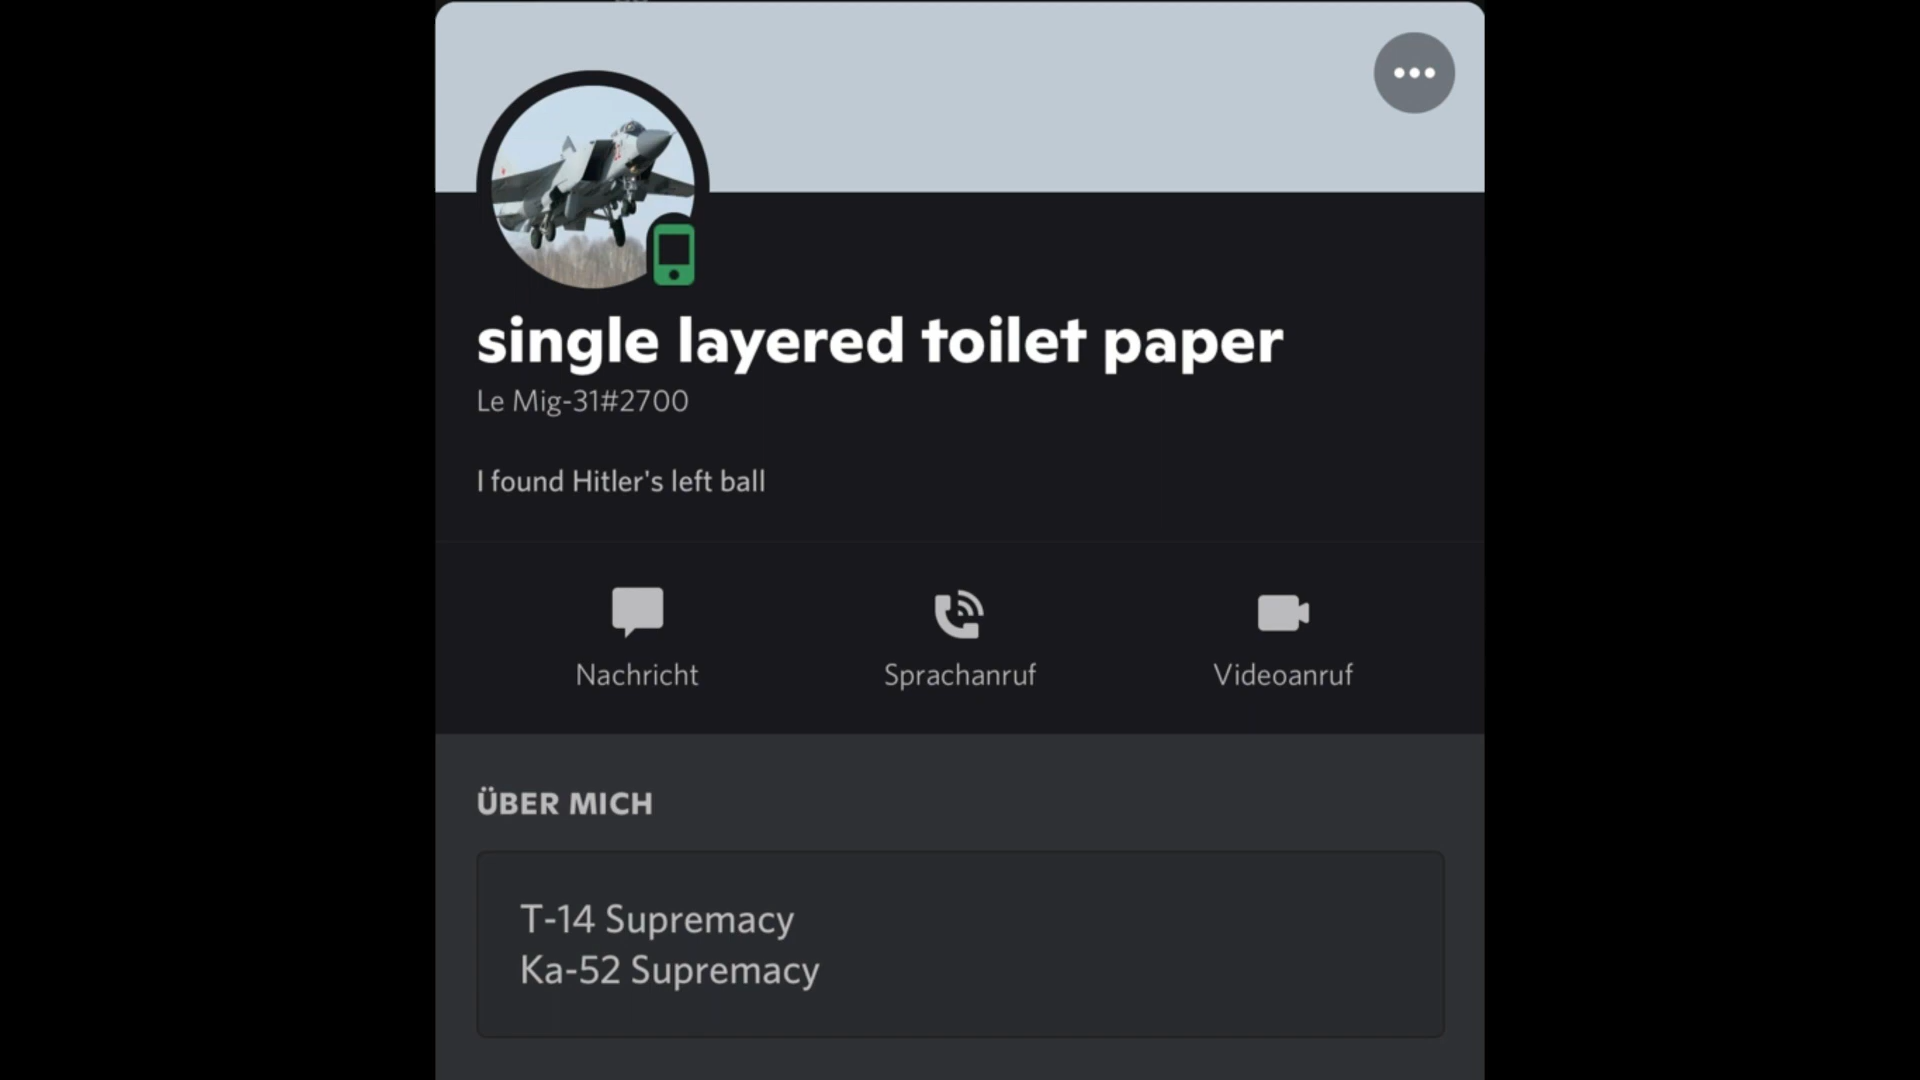 single layered toilet paper
Le Mig-31#2700
I found Hitler's left ball
Nachricht
Sprachanruf
Videoanruf
ÜBER MICH
T-14 Supremacy
Ka-52 Supremacy